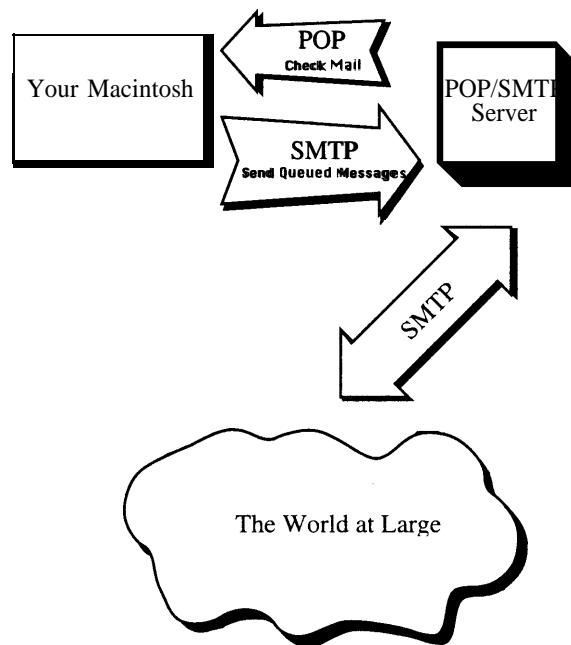 POP
Check Mail
Your Macintosh
POP/SMTP
Server
SMTP
Send Queued Messages
SMTP
The World at Large